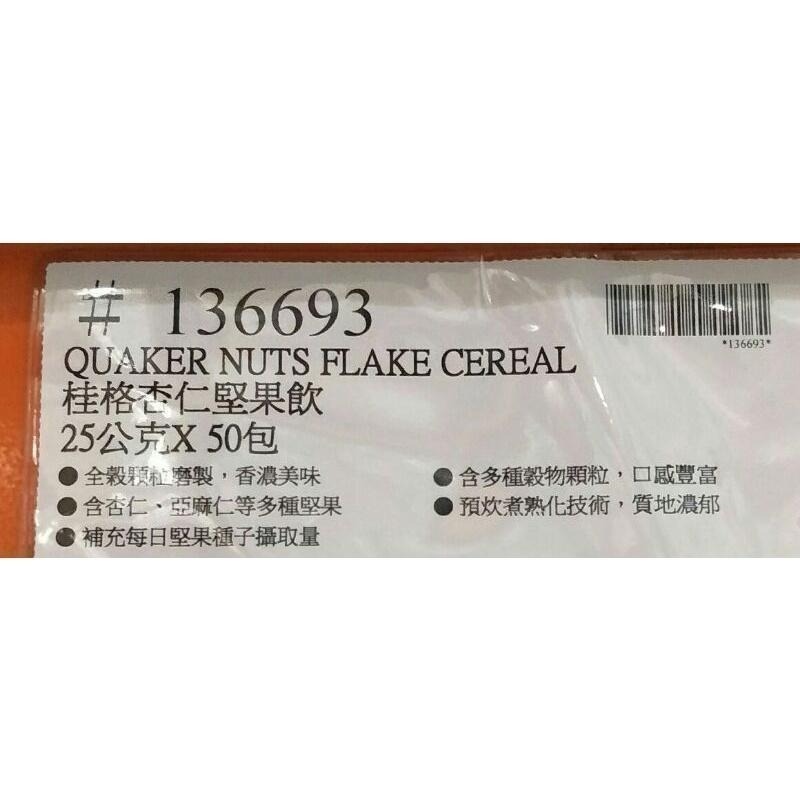 # 136693
*136693*
QUAKER NUTS FLAKE CEREAL
桂格杏仁堅果飲
25公克X 50包
● 全穀顆粒磨製，香濃美味
● 含杏仁、亞麻仁等多種堅果
● 補充每日堅果種子攝取量
● 含多種穀物顆粒，口感豐富
● 預炊煮熟化技術，質地濃郁